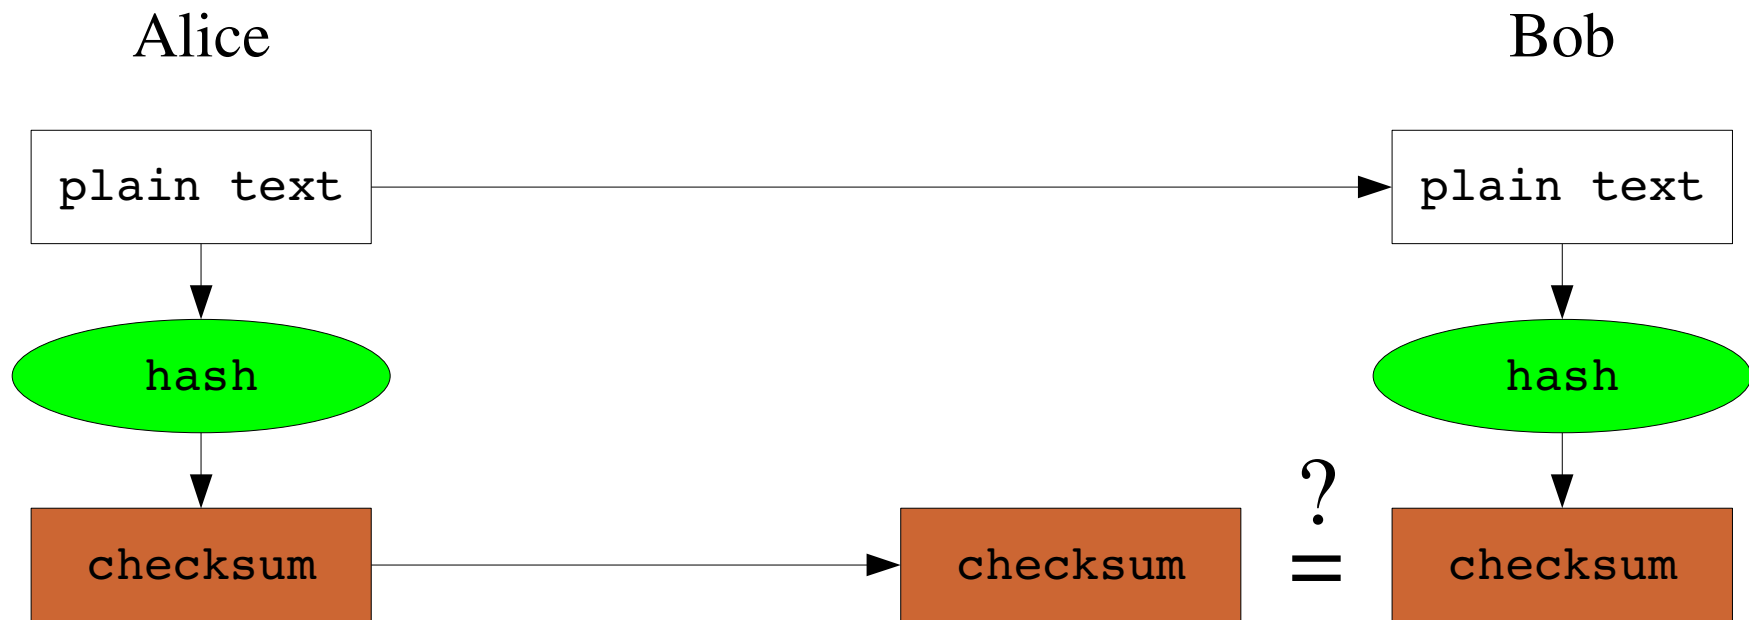 Alice Bob
plain text plain text
hash hash
?
checksum checksum = checksum